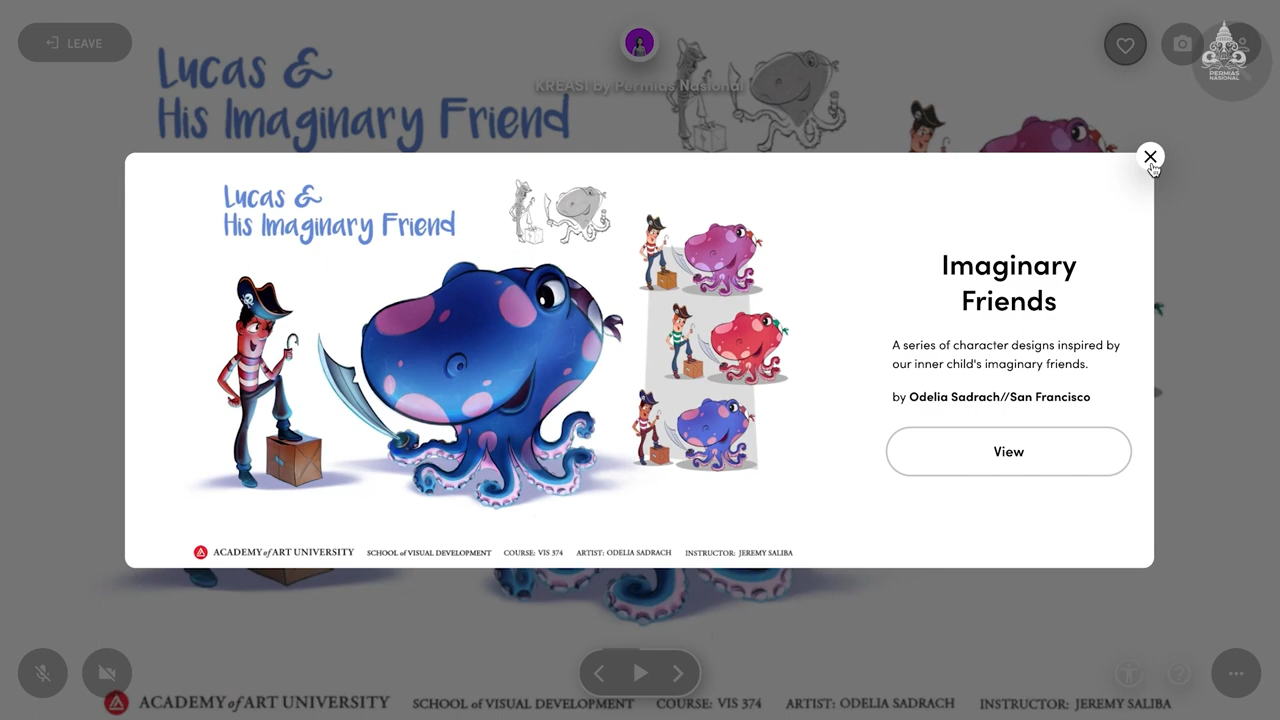 LEAVE
Lucas &
His Imaginary Friend
KREASI by Permias Nasional
PERMIAS
NASIONAL
Lucas &
His Imaginary Friend
Imaginary
Friends
A series of character designs inspired by
our inner child's imaginary friends.
by Odelia Sadrach//San Francisco
View
ACADEMY of ART UNIVERSITY SCHOOL of VISUAL DEVELOPMENT COURSE: VIS 374 ARTIST: ODELIA SADRACH INSTRUCTOR: JEREMY SALIBA
ACADEMY of ART UNIVERSITY SCHOOL of VISUAL DEVELOPMENT COURSE: VIS 374 ARTIST: ODELIA SADRACH INSTRUCTOR: JEREMY SALIBA